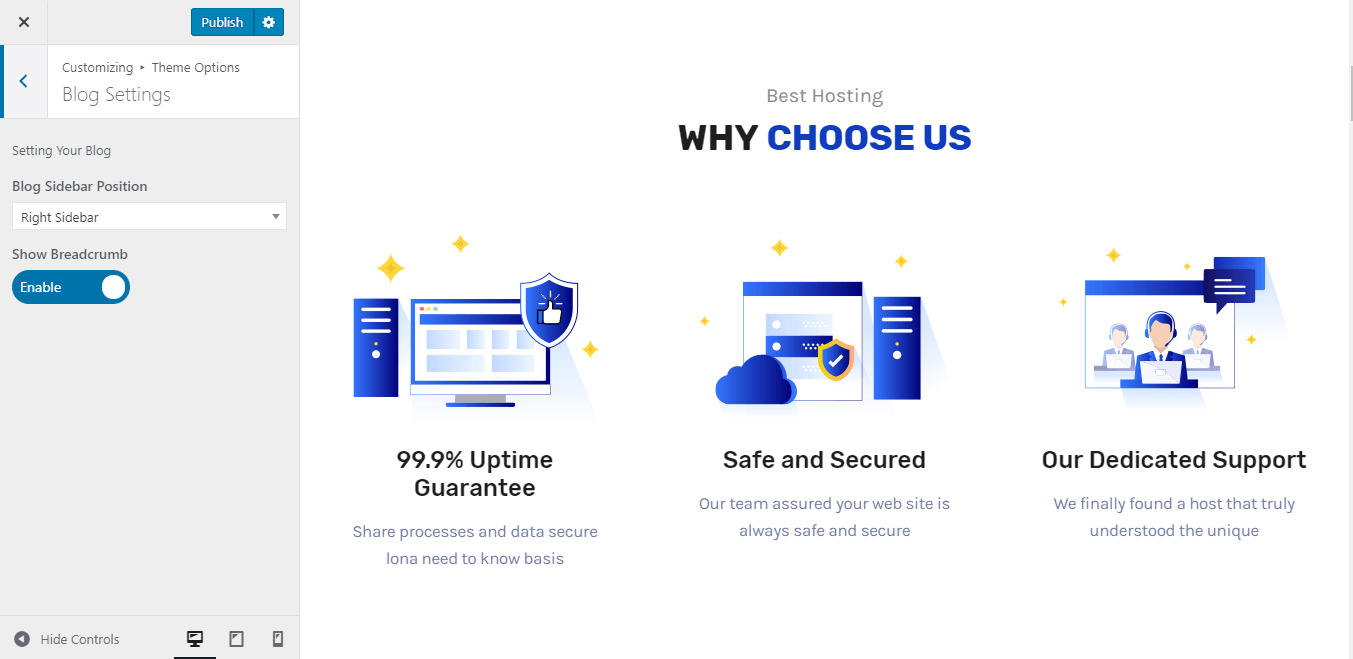 Publish
Customizing ▸ Theme Options
Blog Settings
Setting Your Blog
Blog Sidebar Position
Right Sidebar
Show Breadcrumb
Enable
Hide Controls
Best Hosting
WHY CHOOSE US
99.9% Uptime
Guarantee
Share processes and data secure
lona need to know basis
Safe and Secured
Our team assured your web site is
always safe and secure
Our Dedicated Support
We finally found a host that truly
understood the unique